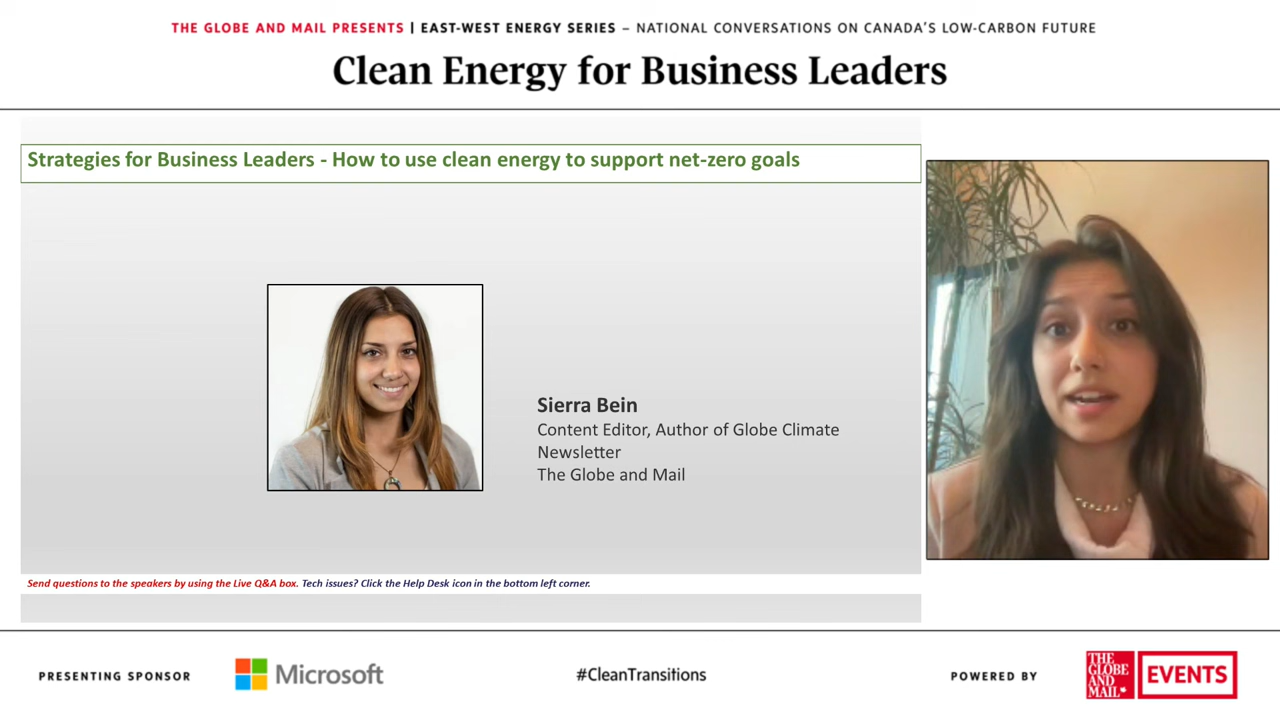 THE GLOBE AND MAIL PRESENTS | EAST-WEST ENERGY SERIES – NATIONAL CONVERSATIONS ON CANADA'S LOW-CARBON FUTURE
Clean Energy for Business Leaders
Strategies for Business Leaders - How to use clean energy to support net-zero goals
Sierra Bein
Content Editor, Author of Globe Climate
Newsletter
The Globe and Mail
Send questions to the speakers by using the Live Q&A box. Tech issues? Click the Help Desk icon in the bottom left corner.
PRESENTING SPONSOR
Microsoft
#CleanTransitions
POWERED BY
THE
GLOBE
AND
MAIL
EVENTS